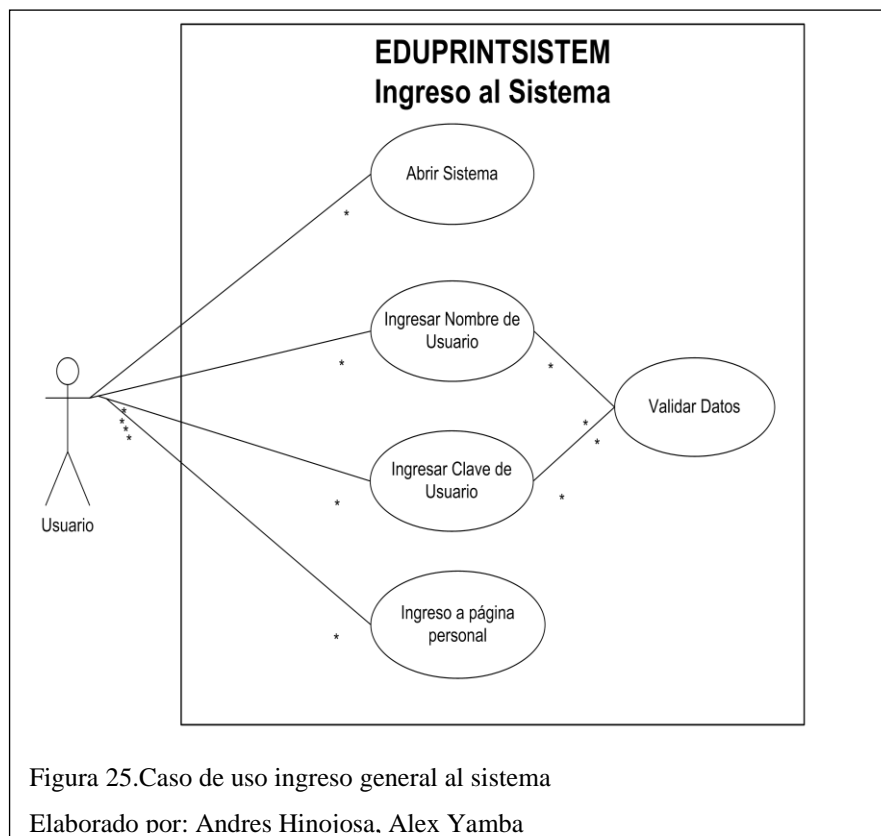 EDUPRINTSISTEM
Ingreso al Sistema
Abrir Sistema
*
Ingresar Nombre de
Usuario
*
*
Validar Datos
*
*
*
*
*
*
*
Ingresar Clave de
Usuario
*
*
Usuario
Ingreso a página
personal
*
Figura 25.Caso de uso ingreso general al sistema
Elaborado por: Andres Hinojosa, Alex Yamba